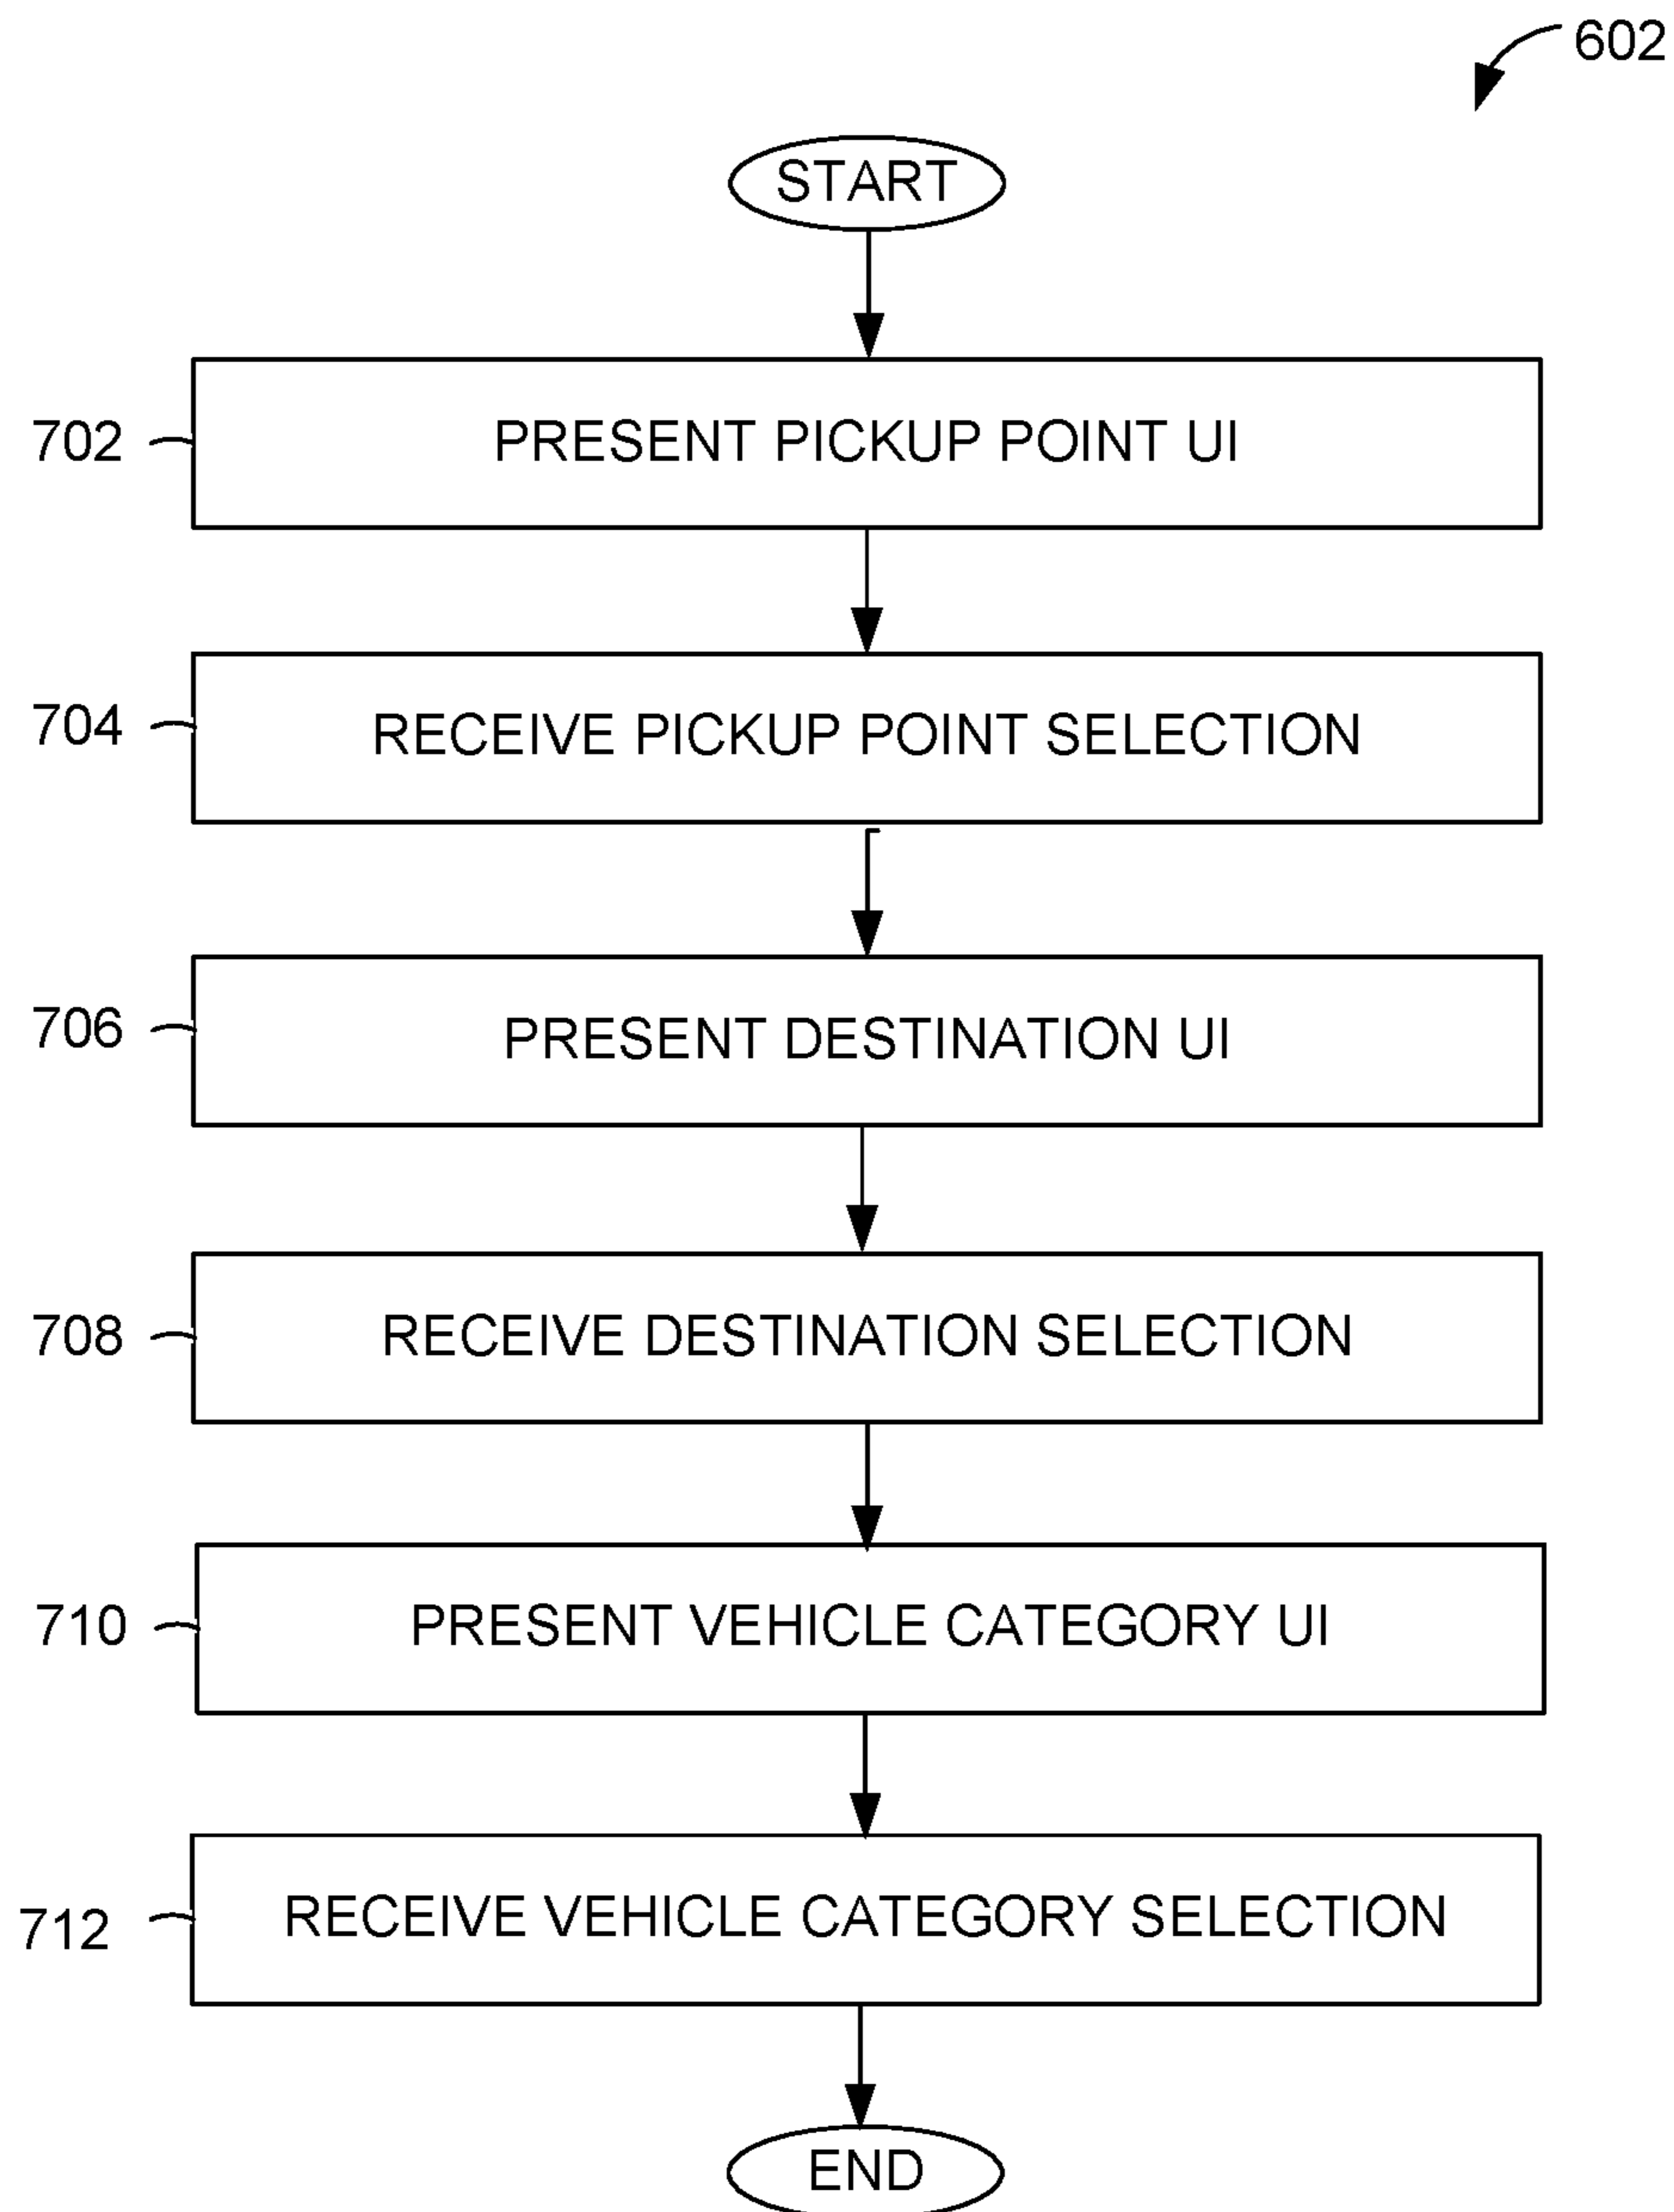 602
START
702 PRESENT PICKUP POINT UI
704 RECEIVE PICKUP POINT SELECTION
706 PRESENT DESTINATION UI
708 RECEIVE DESTINATION SELECTION
710 PRESENT VEHICLE CATEGORY UI
712 RECEIVE VEHICLE CATEGORY SELECTION
END